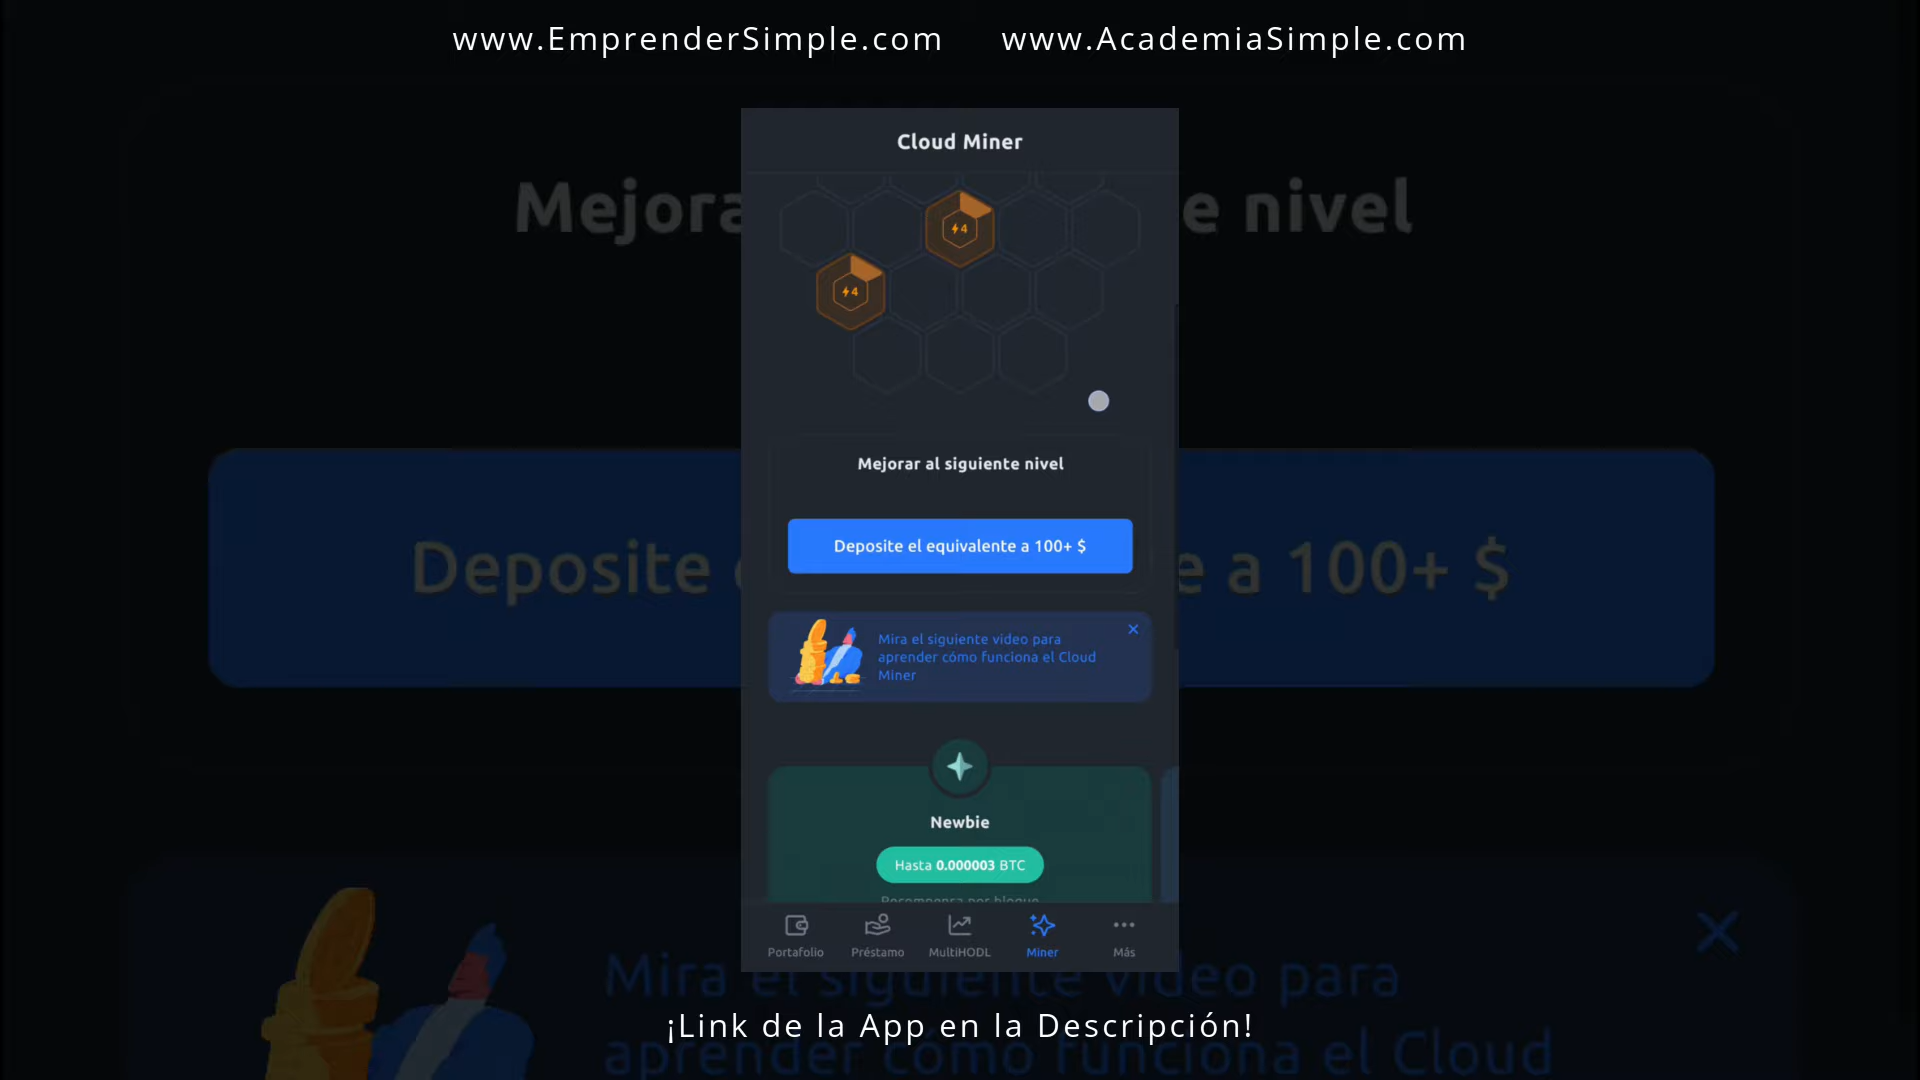 www.EmprenderSimple.com www.AcademiaSimple.com
Cloud Miner
4
4
Mejorar al siguiente nivel
Deposite el equivalente a 100+ $
Mira el siguiente video para
aprender cómo funciona el Cloud
Miner
Newbie
Hasta 0.000003 BTC
Recompensa por bloque
Portafolio Préstamo MultiHODL Miner Más
¡Link de la App en la Descripción!
Mejora e nivel
Deposite e a 100+ $
Mira el siguiente video para
aprender cómo funciona el Cloud